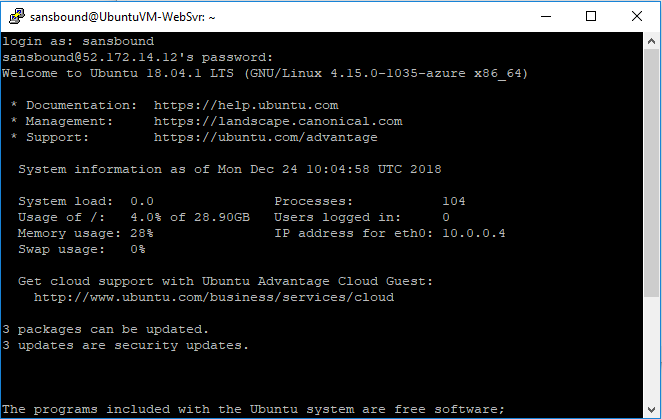 sansbound@UbuntuVM-WebSvr: ~
login as: sansbound
sansbound@52.172.14.12's password:
Welcome to Ubuntu 18.04.1 LTS (GNU/Linux 4.15.0-1035-azure x86_64)
* Documentation:  https://help.ubuntu.com
* Management:     https://landscape.canonical.com
* Support:        https://ubuntu.com/advantage
System information as of Mon Dec 24 10:04:58 UTC 2018
System load:  0.0               Processes:           104
Usage of /:   4.0% of 28.90GB   Users logged in:     0
Memory usage: 28%               IP address for eth0: 10.0.0.4
Swap usage:   0%
Get cloud support with Ubuntu Advantage Cloud Guest:
http://www.ubuntu.com/business/services/cloud
3 packages can be updated.
3 updates are security updates.
The programs included with the Ubuntu system are free software;